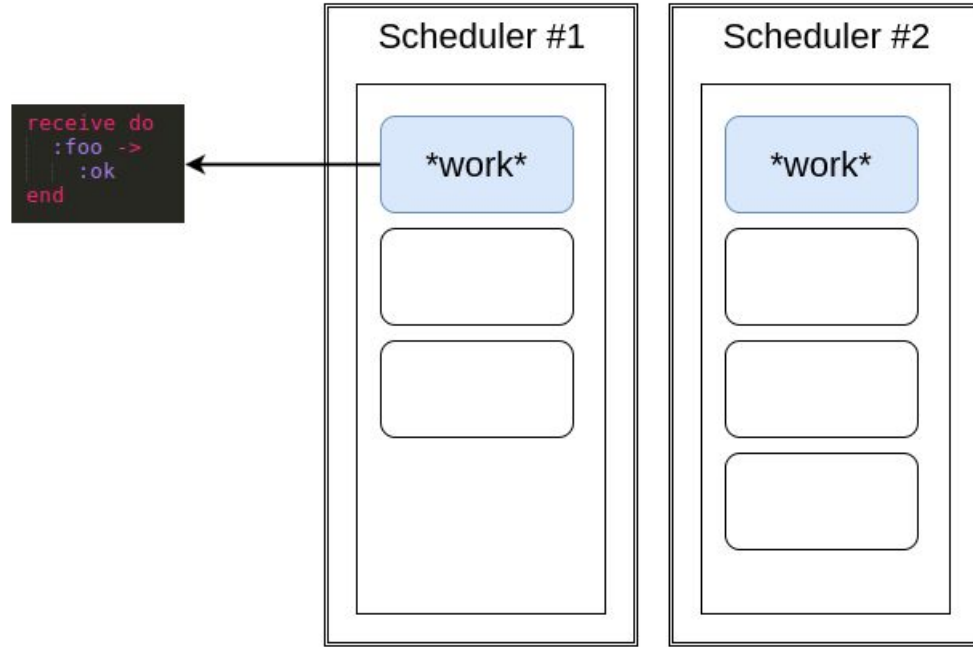 Scheduler #1
Scheduler #2
receive do
:foo ->
:ok
end
*work*
*work*